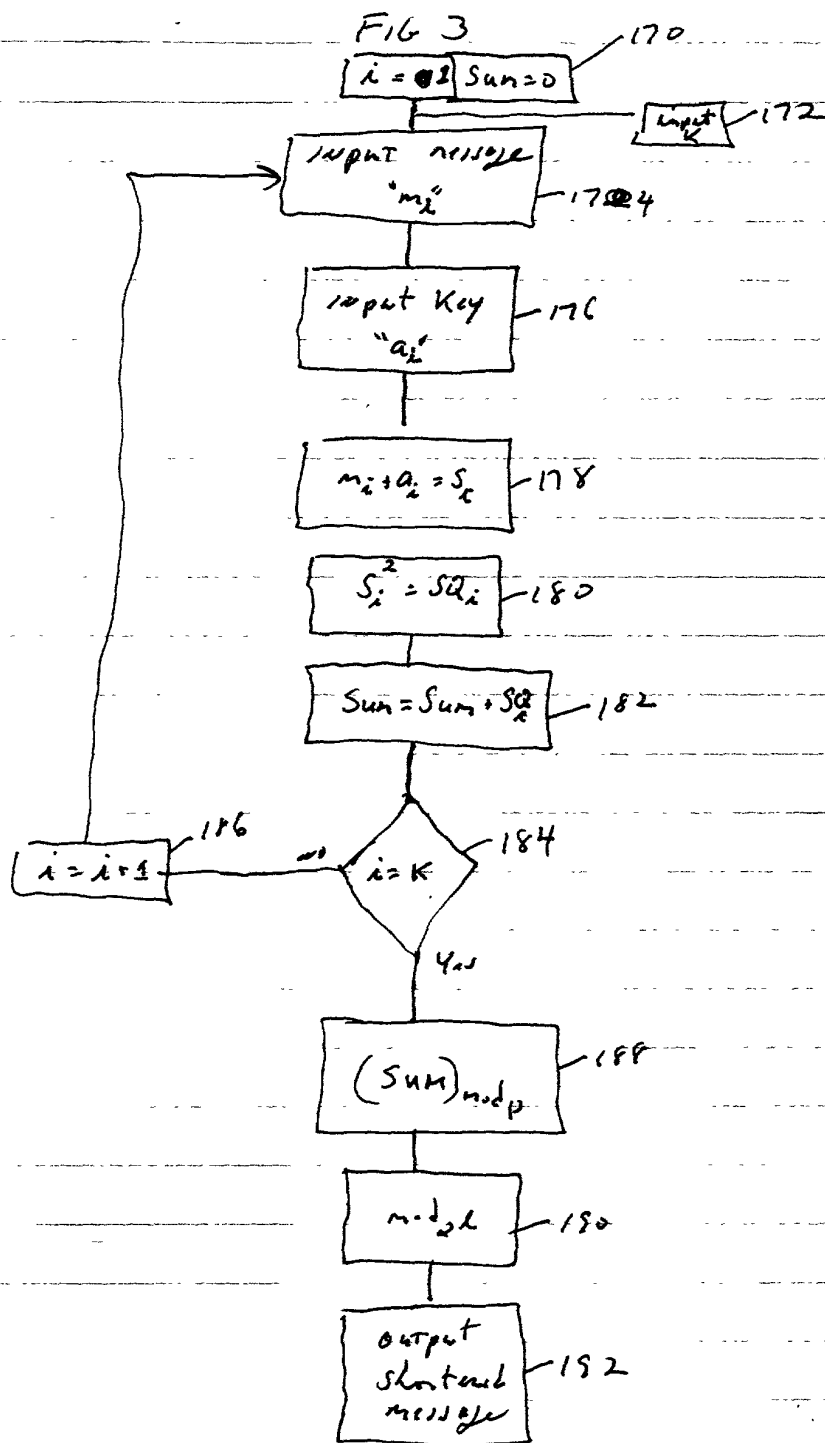 FIG 3
170
i = 1 Sum=0
input K
172
input message
"mᵢ"
174
input Key
"aᵢ"
176
mᵢ + aᵢ = Sᵢ
178
Sᵢ² = SQᵢ
180
Sum = Sum + SQᵢ
182
186
i = i + 1
no
i = K
184
Yes
(SUM)mod p
188
mod 2l
190
output
shortened
message
192